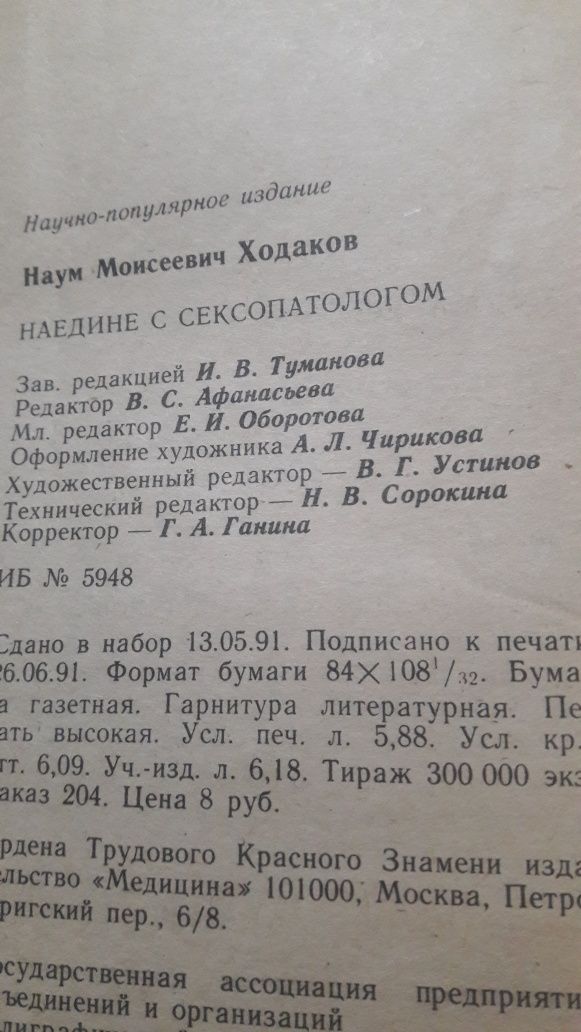 Научно-популярное издание
Наум Моисеевич Ходаков
НАЕДИНЕ С СЕКСОПАТОЛОГОМ
Зав. редакцией И. В. Туманова
Редактор В. С. Афанасьева
Мл. редактор Е. И. Оборотова
Оформление художника А. Л. Чирикова
Художественный редактор — В. Г. Устинов
Технический редактор — Н. В. Сорокина
Корректор — Г. А. Ганина
ИБ № 5948
Сдано в набор 13.05.91. Подписано к печати
26.06.91. Формат бумаги 84×108¹/₃₂. Бума
а газетная. Гарнитура литературная. Пе
ать высокая. Усл. печ. л. 5,88. Усл. кр.
тт. 6,09. Уч.-изд. л. 6,18. Тираж 300 000 экз
аказ 204. Цена 8 руб.
рдена Трудового Красного Знамени изда
ельство «Медицина» 101000, Москва, Петро
ригский пер., 6/8.
осударственная ассоциация предприяти
ъединений и организаций
лиграфической